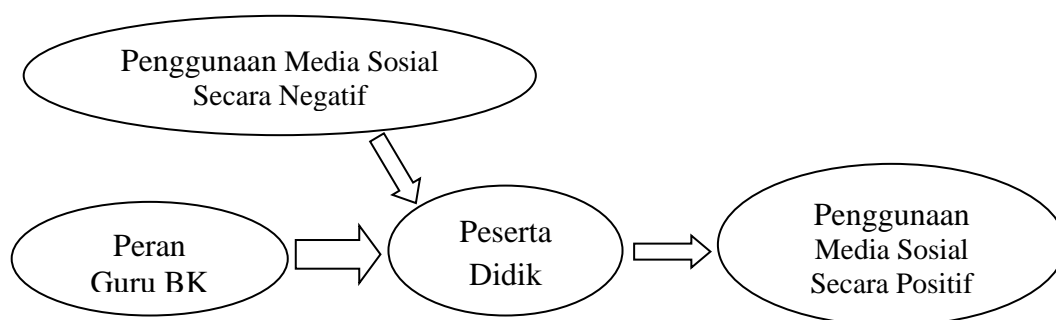 Penggunaan Media Sosial
Secara Negatif
Peran
Guru BK
Peserta
Didik
Penggunaan
Media Sosial
Secara Positif